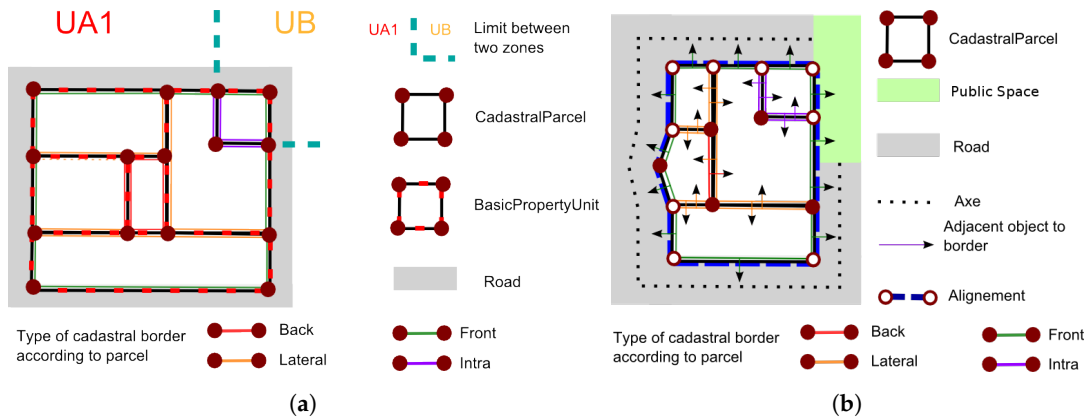 UA1
UB
UA1
UB
Limit between
two zones
CadastralParcel
BasicPropertyUnit
Road
Type of cadastral border
according to parcel
Back
Lateral
Front
Intra
(a)
CadastralParcel
Public Space
Road
Axe
Adjacent object to
border
Alignement
Type of cadastral border
according to parcel
Back
Lateral
Front
Intra
(b)